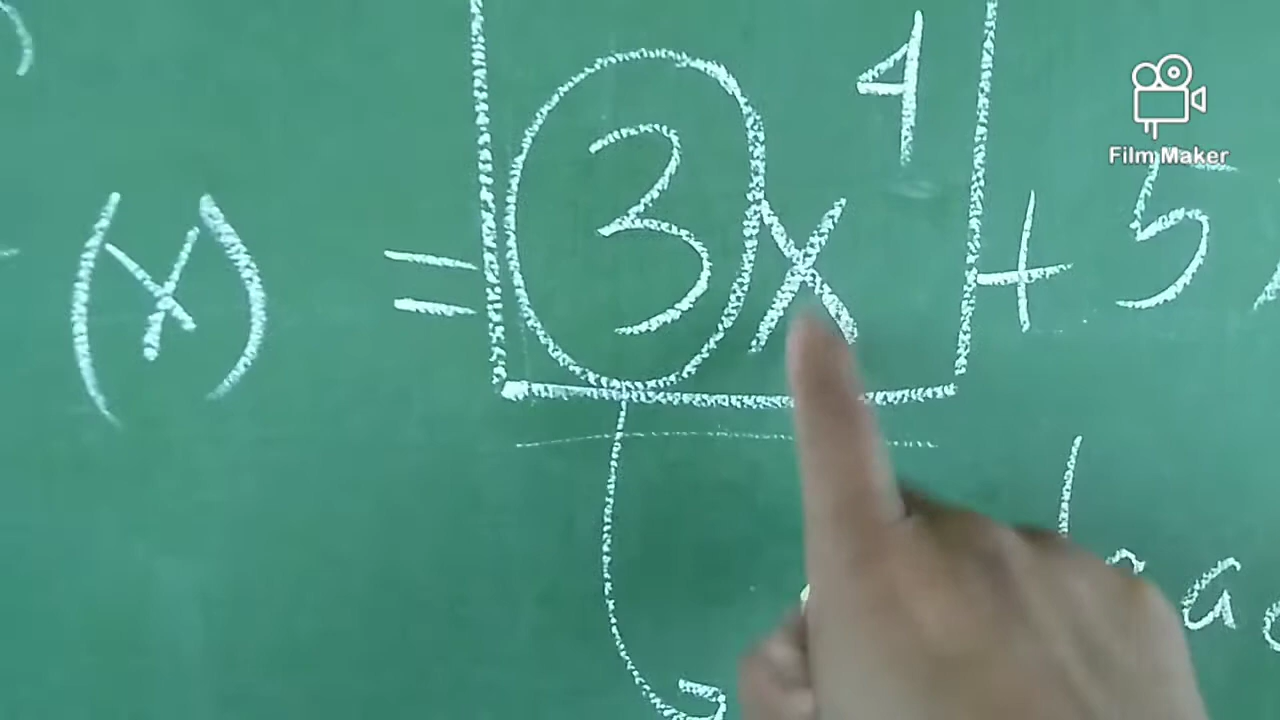 Film Maker
(x) = 3x⁴ + 5